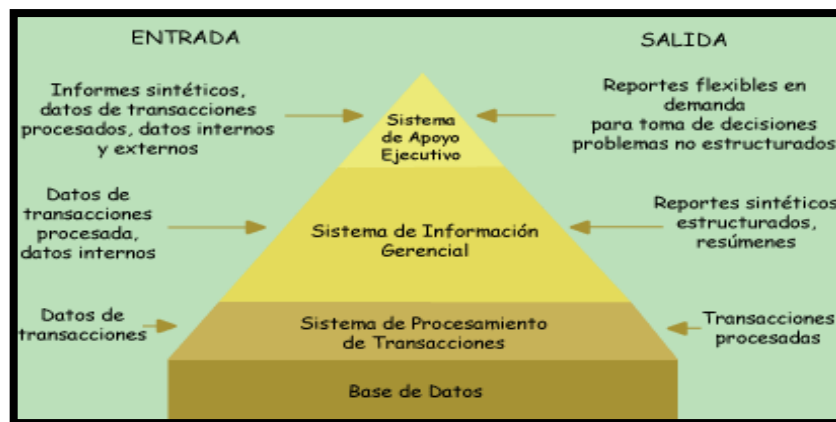 ENTRADA
SALIDA
Informes sintéticos,
datos de transacciones
procesados, datos internos
y externos
Sistema
de Apoyo
Ejecutivo
Reportes flexibles en
demanda
para toma de decisiones
problemas no estructurados
Datos de
transacciones
procesada,
datos internos
Sistema de Información
Gerencial
Reportes sintéticos
estructurados,
resúmenes
Datos de
transacciones
Sistema de Procesamiento
de Transacciones
Transacciones
procesadas
Base de Datos